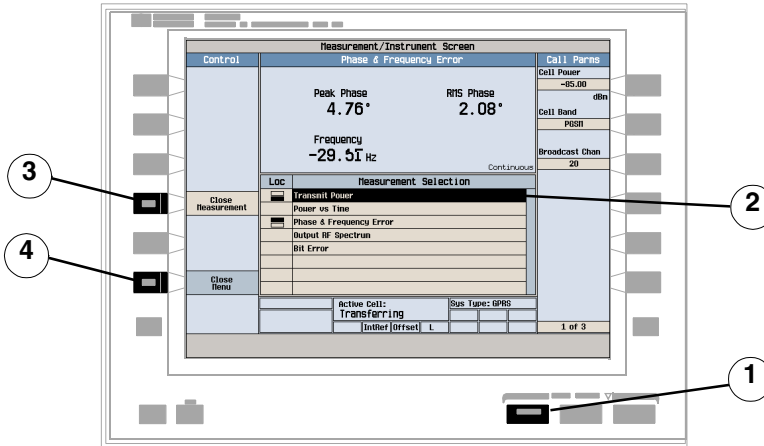 Measurement/Instrument Screen
Control
Phase & Frequency Error
Call Parms
Cell Power
-85.00
dBm
Cell Band
PGSM
Broadcast Chan
20
Peak Phase
RMS Phase
4.76°
2.08°
Frequency
-29.51 Hz
Continuous
Loc
Measurement Selection
Transmit Power
Power vs Time
Phase & Frequency Error
Output RF Spectrum
Bit Error
Close
Measurement
Close
Menu
Active Cell:
Transferring
Sys Type: GPRS
IntRef Offset L
1 of 3
3
4
2
1